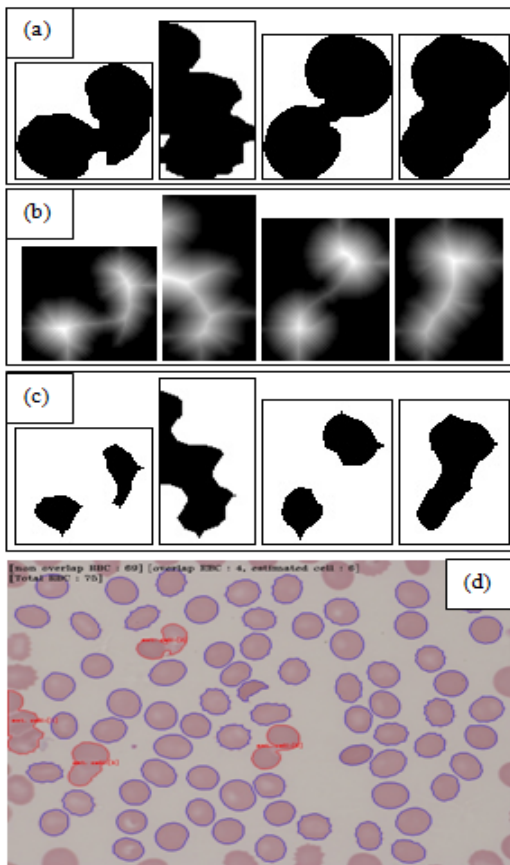 (a)
(b)
(c)
(d)
[non overlap RBC : 69] [overlap RBC : 4, estimated cell : 6]
[Total RBC : 75]